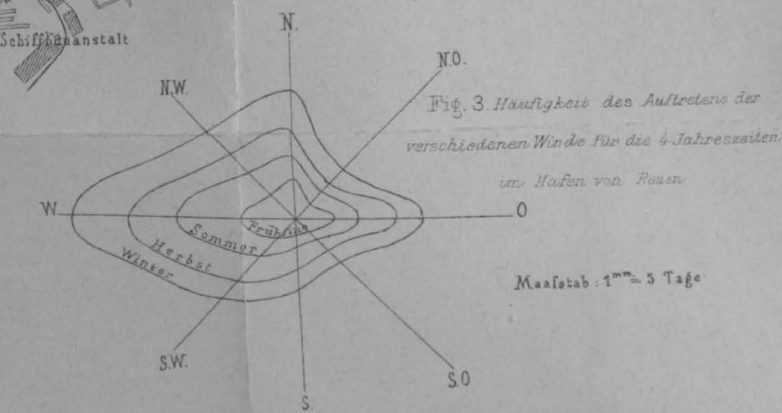 Schiffbauanstalt
N.
N.W.
N.O.
Fig. 3. Häufigkeit des Auftretens der
verschiedenen Winde für die 4 Jahreszeiten
im Hafen von Rouen
W.
O
Frühling
Sommer
Herbst
Winter
Maafstab : 1ᵐᵐ = 5 Tage
S.W.
S.O
S.